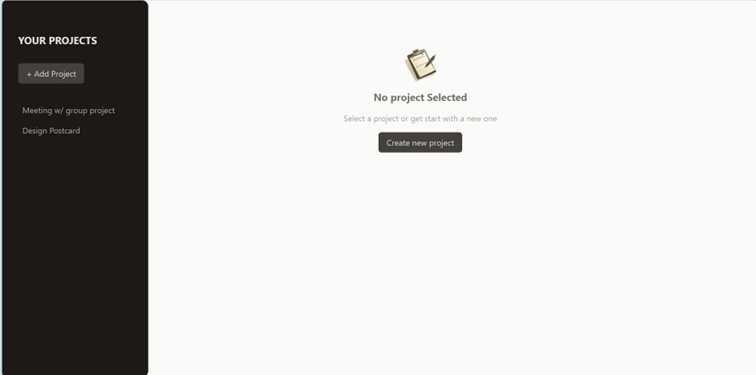 YOUR PROJECTS
+ Add Project
Meeting w/ group project
Design Postcard
No project Selected
Select a project or get start with a new one
Create new project